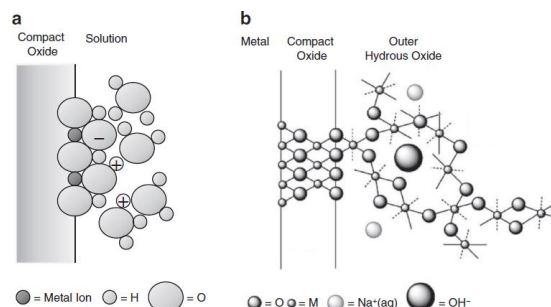 a
Compact
Oxide
Solution
−
+
+
= Metal Ion = H = O
b
Metal
Compact
Oxide
Outer
Hydrous Oxide
= O = M = Na⁺(aq) = OH⁻